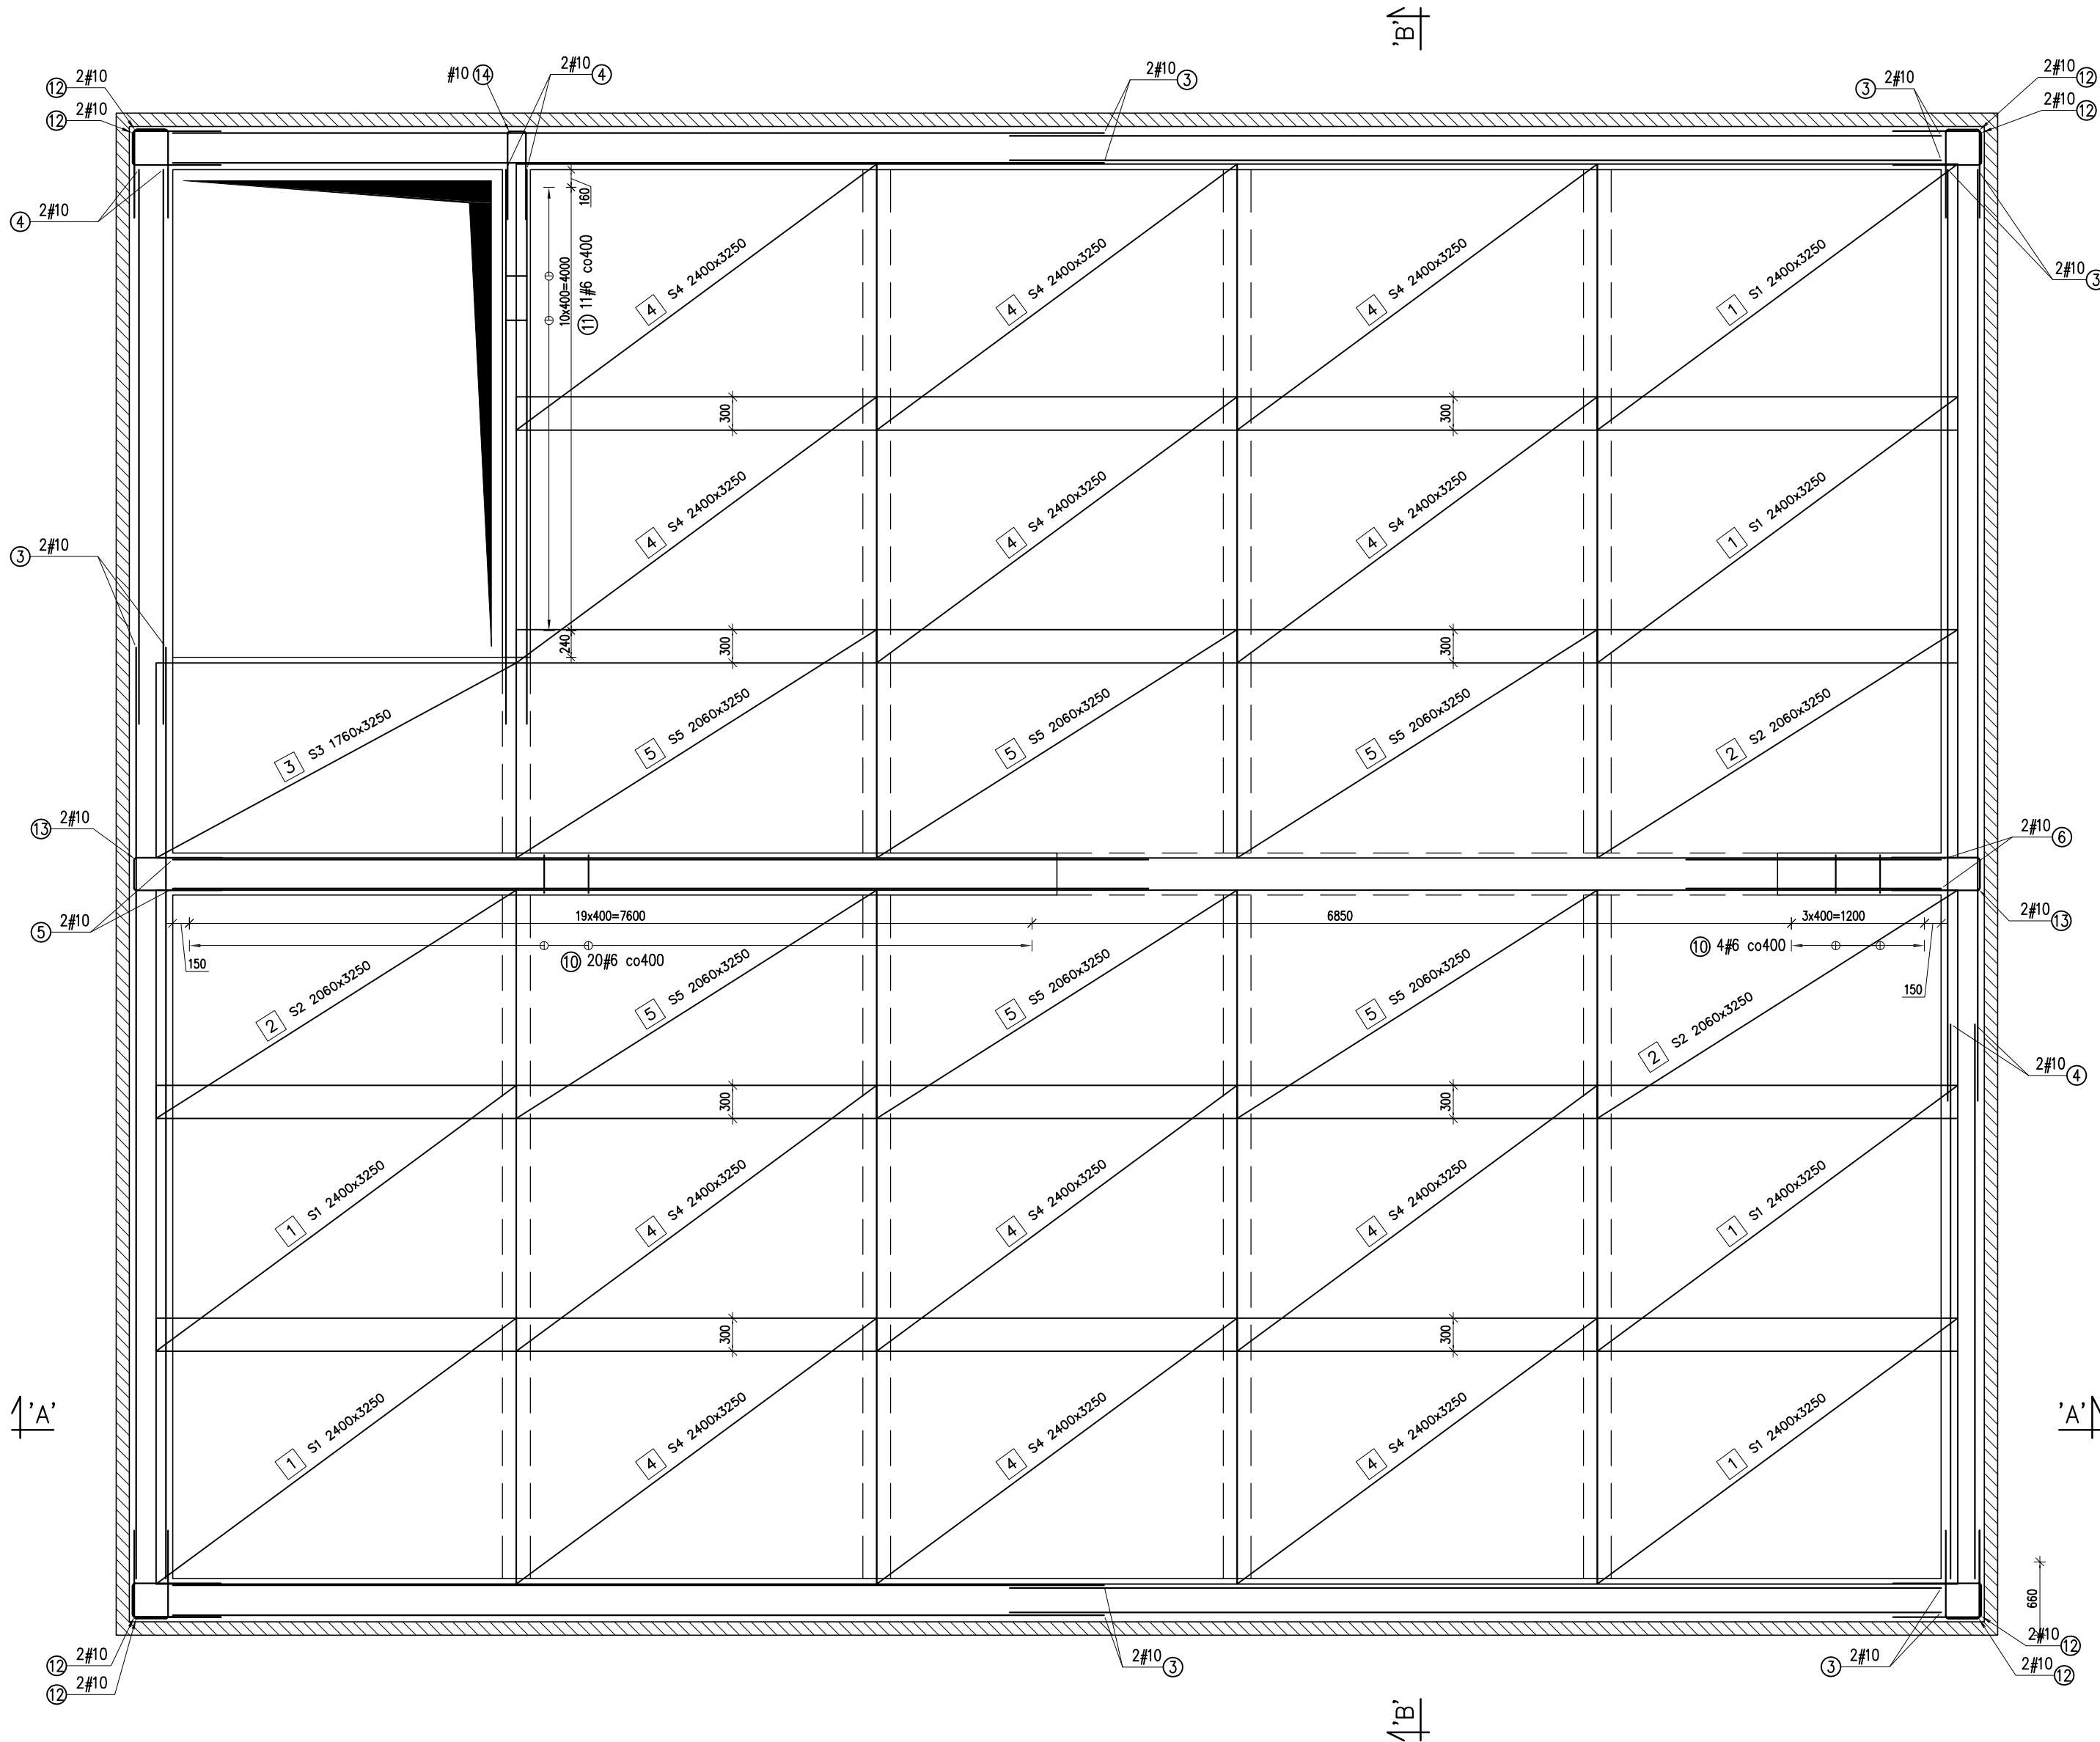 'B'
2#10 12
2#10 12
#10 14
2#10 4
2#10 3
3 2#10
2#10 12
2#10 12
4 2#10
2#10 3
160
10x400=4000
11 11#6 co400
240
4 S4 2400x3250
4 S4 2400x3250
4 S4 2400x3250
1 S1 2400x3250
300
300
3 2#10
4 S4 2400x3250
4 S4 2400x3250
4 S4 2400x3250
1 S1 2400x3250
300
300
3 S3 1760x3250
5 S5 2060x3250
5 S5 2060x3250
5 S5 2060x3250
2 S2 2060x3250
13 2#10
2#10 6
5 2#10
2#10 13
19x400=7600
6850
3x400=1200
150
10 20#6 co400
10 4#6 co400
150
2 S2 2060x3250
5 S5 2060x3250
5 S5 2060x3250
5 S5 2060x3250
2 S2 2060x3250
2#10 4
300
300
1 S1 2400x3250
4 S4 2400x3250
4 S4 2400x3250
4 S4 2400x3250
1 S1 2400x3250
300
300
'A'
'A'
1 S1 2400x3250
4 S4 2400x3250
4 S4 2400x3250
4 S4 2400x3250
1 S1 2400x3250
660
12 2#10
12 2#10
2#10 3
3 2#10
2#10 12
2#10 12
'B'